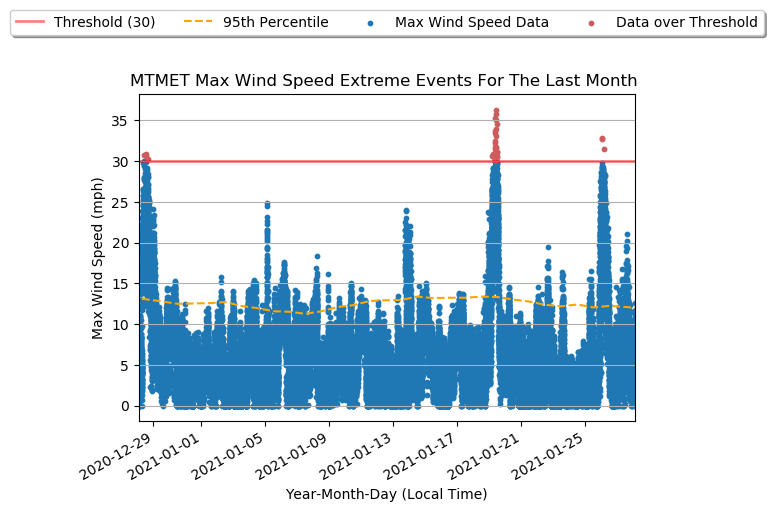 Threshold (30) 95th Percentile Max Wind Speed Data Data over Threshold
MTMET Max Wind Speed Extreme Events For The Last Month
Max Wind Speed (mph)
35
30
25
20
15
10
5
0
2020-12-29 2021-01-01 2021-01-05 2021-01-09 2021-01-13 2021-01-17 2021-01-21 2021-01-25
Year-Month-Day (Local Time)